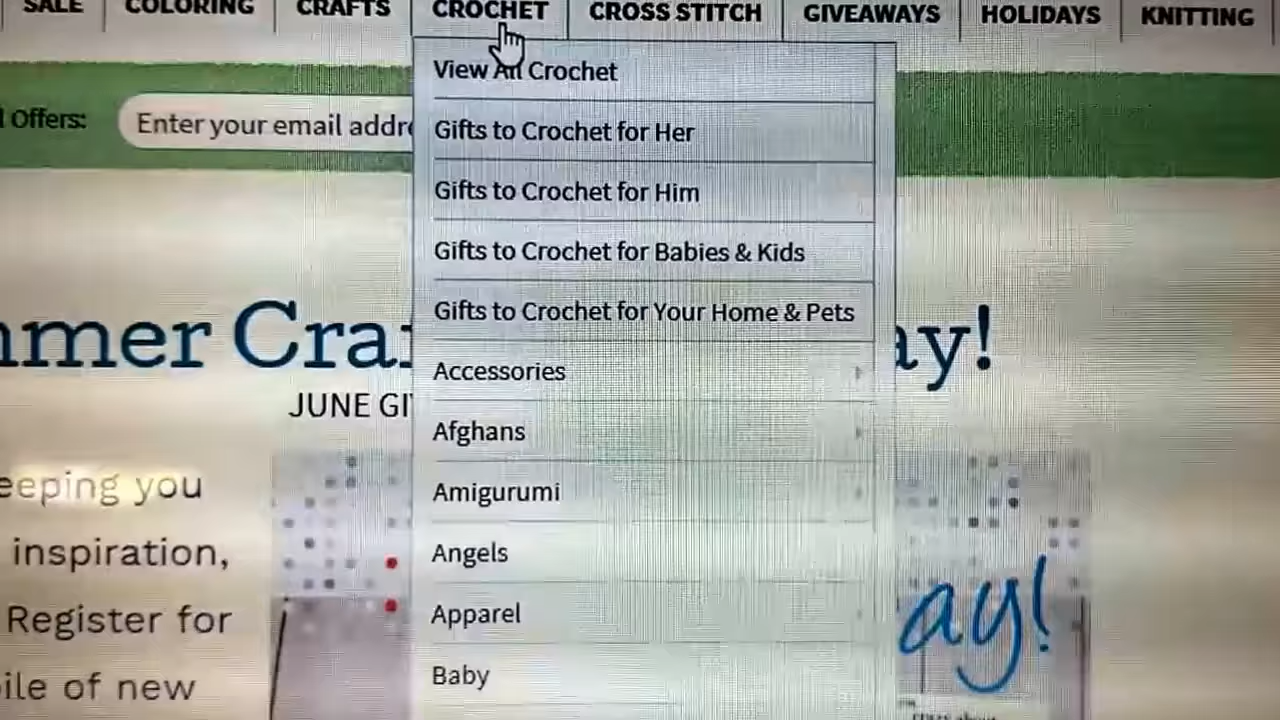 SALE COLORING CRAFTS CROCHET CROSS STITCH GIVEAWAYS HOLIDAYS KNITTING
View All Crochet
Offers: Enter your email addre
Gifts to Crochet for Her
Gifts to Crochet for Him
Gifts to Crochet for Babies & Kids
Gifts to Crochet for Your Home & Pets
mmer Cra ay!
Accessories
JUNE GI
Afghans
eeping you
Amigurumi
inspiration,
Angels
ay!
Register for
Apparel
Baby
ile of new